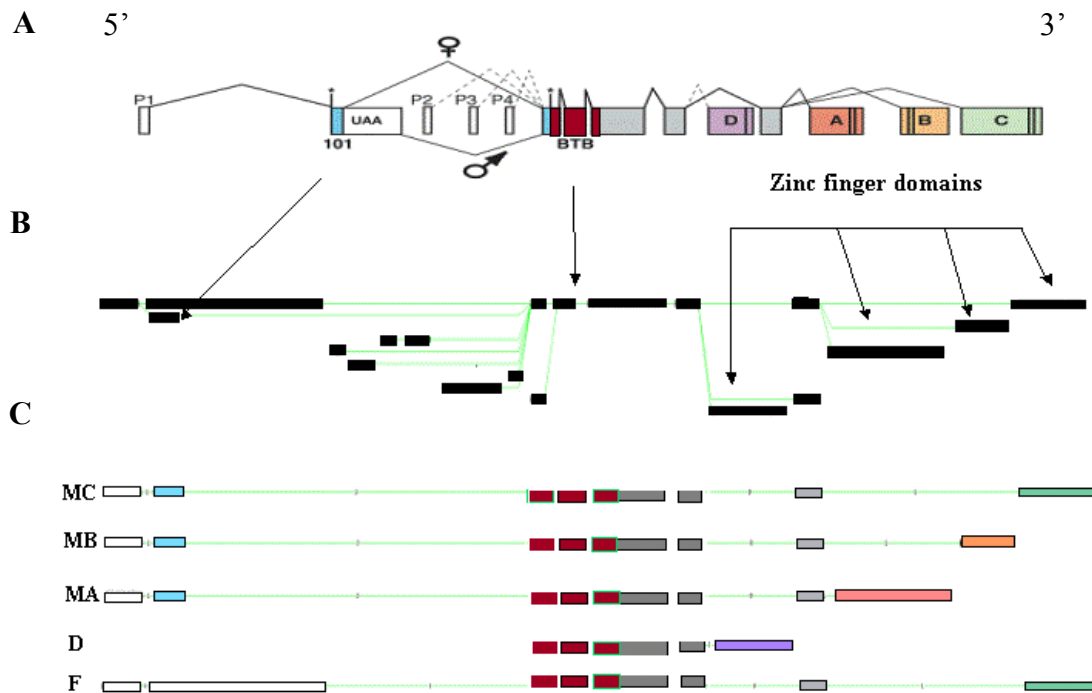 A 5’ 3’
♀
P1 * UAA P2 P3 P4 * D A B C
101 BTB
♂
Zinc finger domains
B
C
MC
MB
MA
D
F